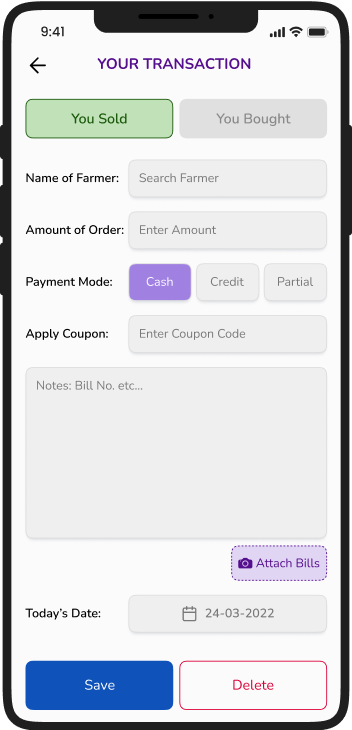 9:41
YOUR TRANSACTION
You Sold You Bought
Name of Farmer: Search Farmer
Amount of Order: Enter Amount
Payment Mode: Cash Credit Partial
Apply Coupon: Enter Coupon Code
Notes: Bill No. etc...
Attach Bills
Today's Date: 24-03-2022
Save Delete